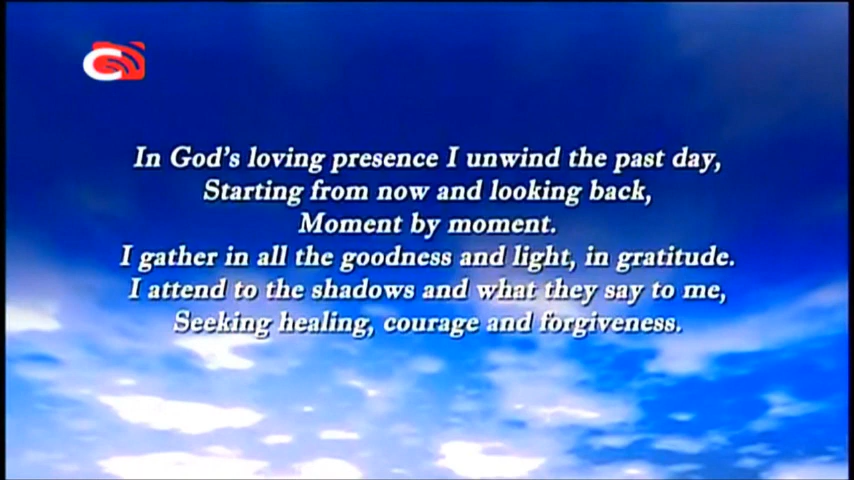 In God's loving presence I unwind the past day,
Starting from now and looking back,
Moment by moment.
I gather in all the goodness and light, in gratitude.
I attend to the shadows and what they say to me,
Seeking healing, courage and forgiveness.